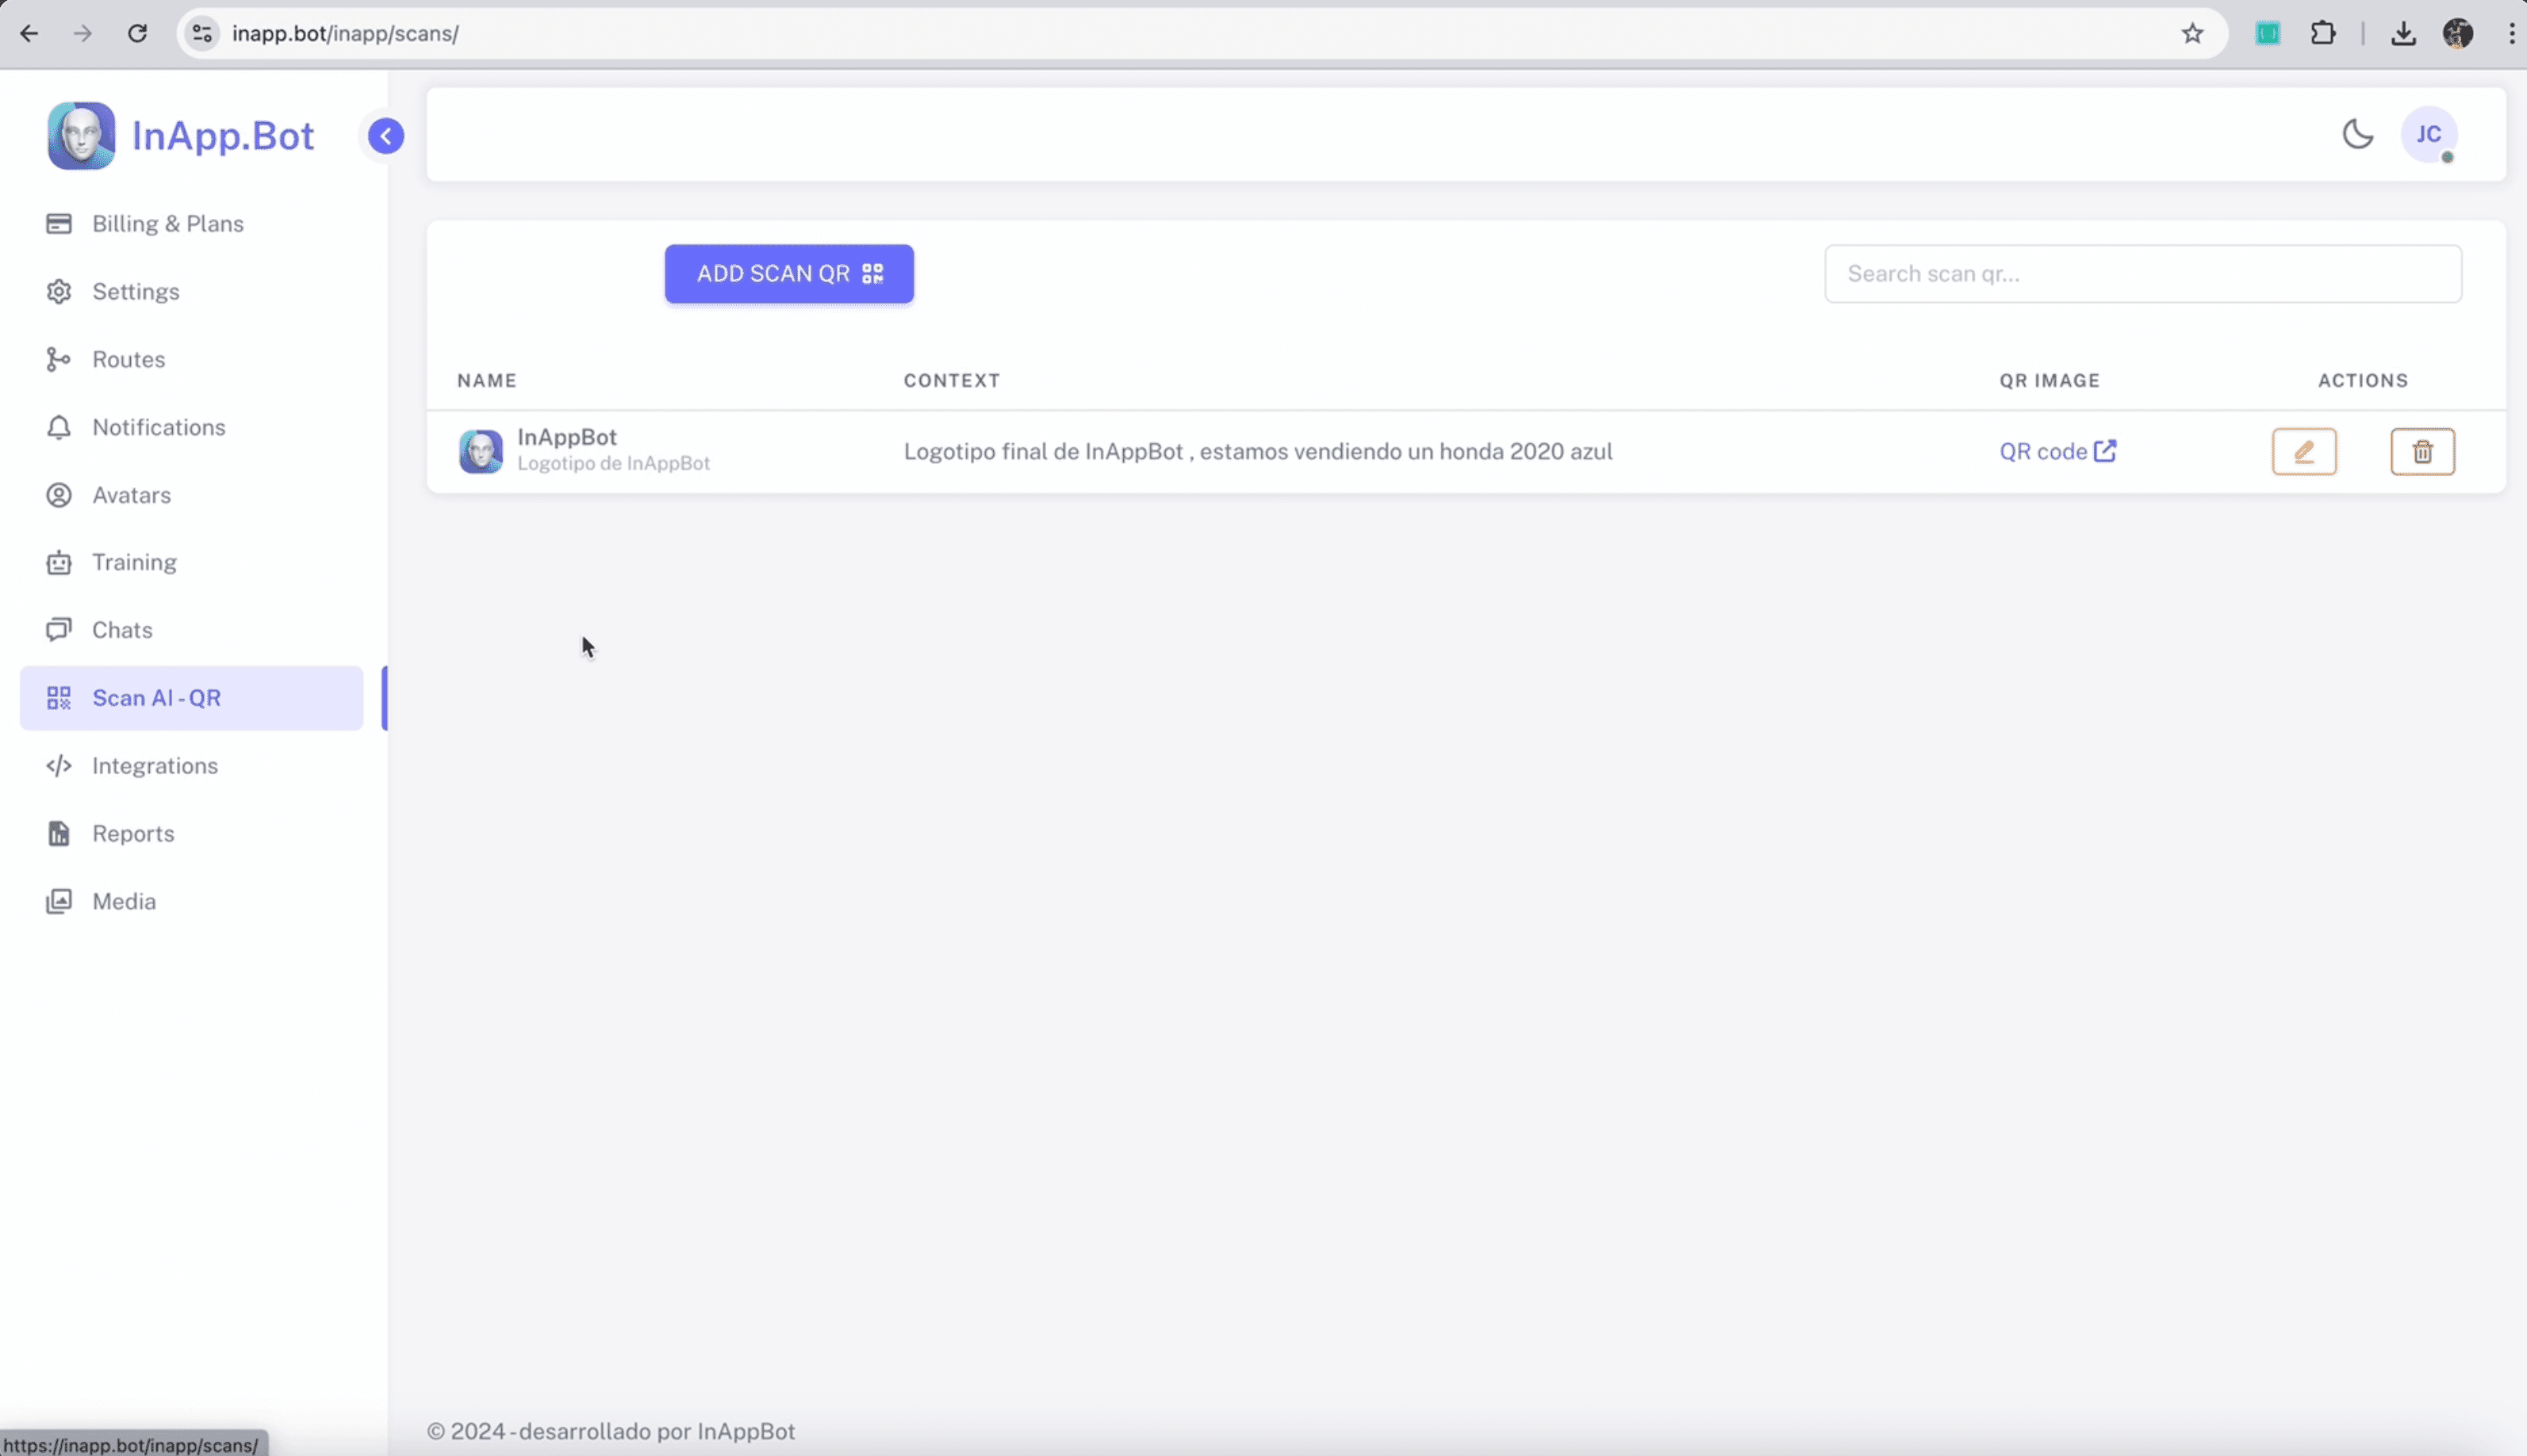 inapp.bot/inapp/scans/
InApp.Bot
JC
Billing & Plans
Settings
Routes
Notifications
Avatars
Training
Chats
Scan AI - QR
Integrations
Reports
Media
ADD SCAN QR
Search scan qr...
NAME CONTEXT QR IMAGE ACTIONS
InAppBot
Logotipo de InAppBot
Logotipo final de InAppBot , estamos vendiendo un honda 2020 azul
QR code
© 2024 - desarrollado por InAppBot
https://inapp.bot/inapp/scans/